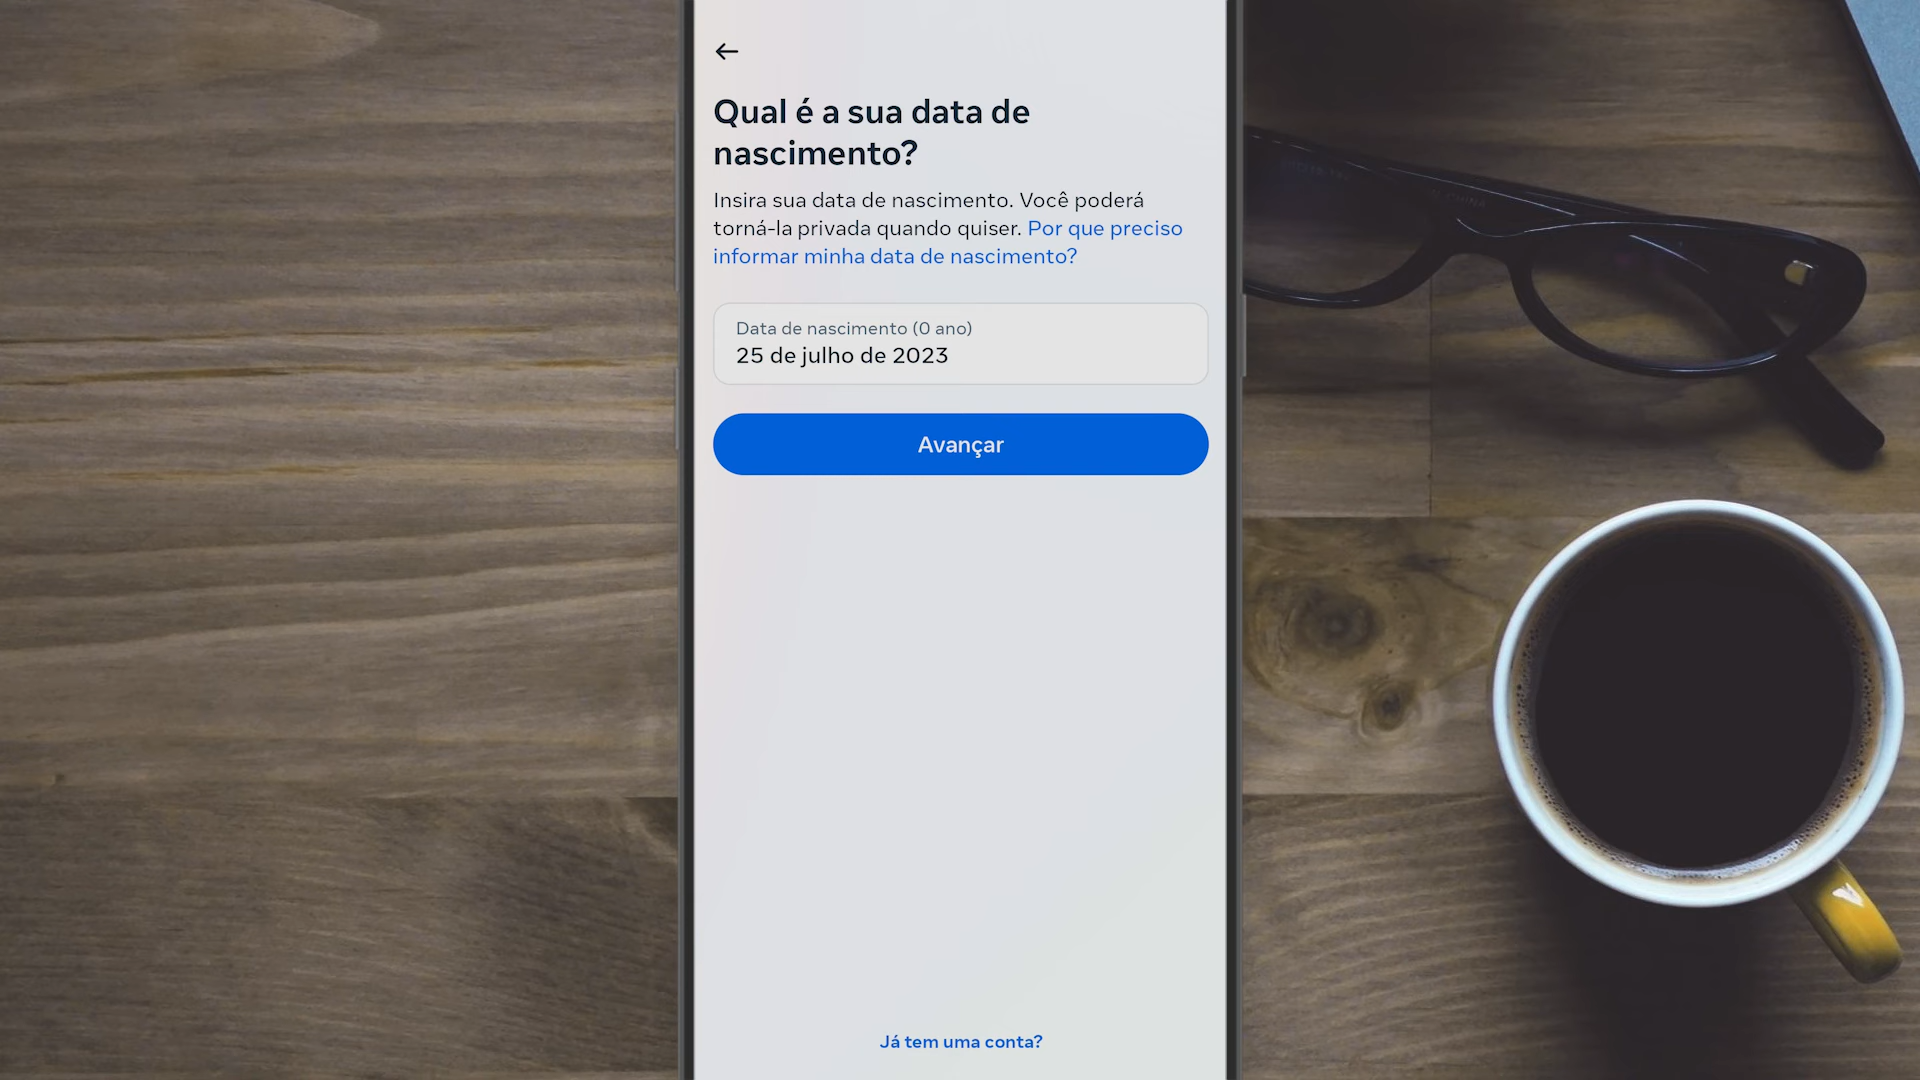 Qual é a sua data de
nascimento?
Insira sua data de nascimento. Você poderá
torná-la privada quando quiser. Por que preciso
informar minha data de nascimento?
Data de nascimento (0 ano)
25 de julho de 2023
Avançar
Já tem uma conta?